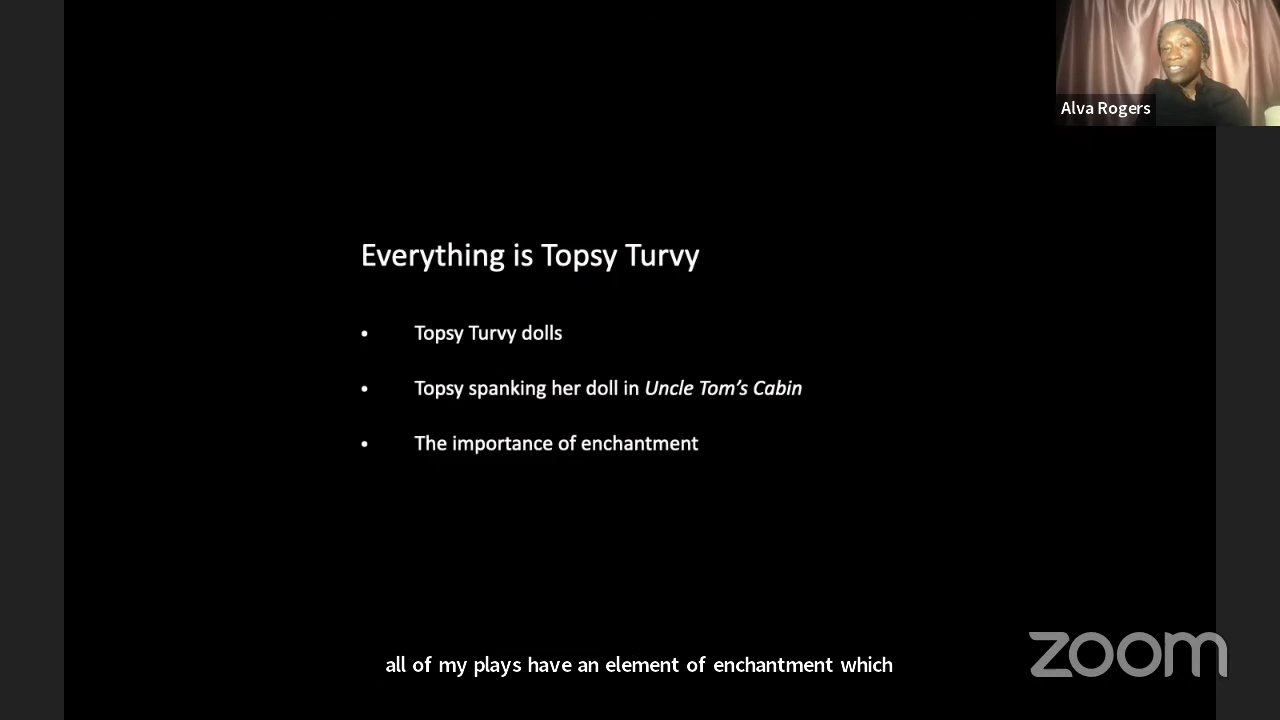 Alva Rogers
Everything is Topsy Turvy
• Topsy Turvy dolls
• Topsy spanking her doll in Uncle Tom's Cabin
• The importance of enchantment
all of my plays have an element of enchantment which
zoom